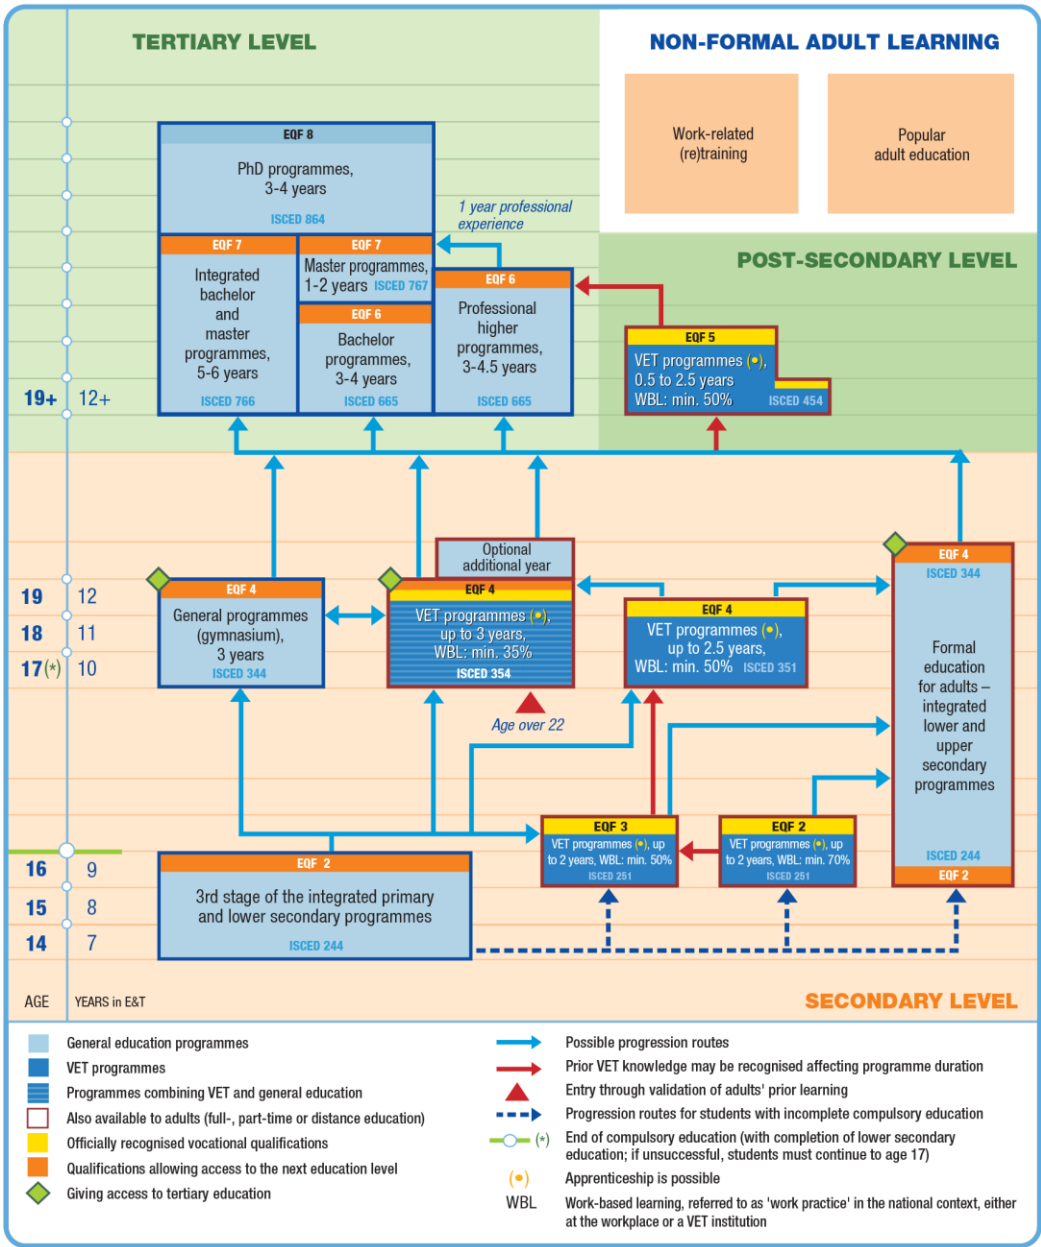 TERTIARY LEVEL
NON-FORMAL ADULT LEARNING
Work-related
(re)training
Popular
adult education
EQF 8
PhD programmes,
3-4 years
ISCED 864
1 year professional
experience
POST-SECONDARY LEVEL
EQF 7
Integrated
bachelor
and
master
programmes,
5-6 years
ISCED 766
EQF 7
Master programmes,
1-2 years ISCED 767
EQF 6
Bachelor
programmes,
3-4 years
ISCED 665
EQF 6
Professional
higher
programmes,
3-4.5 years
ISCED 665
EQF 5
VET programmes (•),
0.5 to 2.5 years
WBL: min. 50% ISCED 454
19+ 12+
Optional
additional year
EQF 4
General programmes
(gymnasium),
3 years
ISCED 344
EQF 4
VET programmes (•),
up to 3 years,
WBL: min. 35%
ISCED 354
Age over 22
EQF 4
VET programmes (•),
up to 2.5 years,
WBL: min. 50% ISCED 351
EQF 4
ISCED 344
Formal
education
for adults –
integrated
lower and
upper
secondary
programmes
ISCED 244
EQF 2
19 12
18 11
17(*) 10
EQF 3
VET programmes (•), up
to 2 years, WBL: min. 50%
ISCED 251
EQF 2
VET programmes (•), up
to 2 years, WBL: min. 70%
ISCED 251
EQF 2
3rd stage of the integrated primary
and lower secondary programmes
ISCED 244
16 9
15 8
14 7
AGE YEARS in E&T
SECONDARY LEVEL
General education programmes
VET programmes
Programmes combining VET and general education
Also available to adults (full-, part-time or distance education)
Officially recognised vocational qualifications
Qualifications allowing access to the next education level
Giving access to tertiary education
Possible progression routes
Prior VET knowledge may be recognised affecting programme duration
Entry through validation of adults' prior learning
Progression routes for students with incomplete compulsory education
(*) End of compulsory education (with completion of lower secondary
education; if unsuccessful, students must continue to age 17)
(•) Apprenticeship is possible
WBL Work-based learning, referred to as 'work practice' in the national context, either
at the workplace or a VET institution